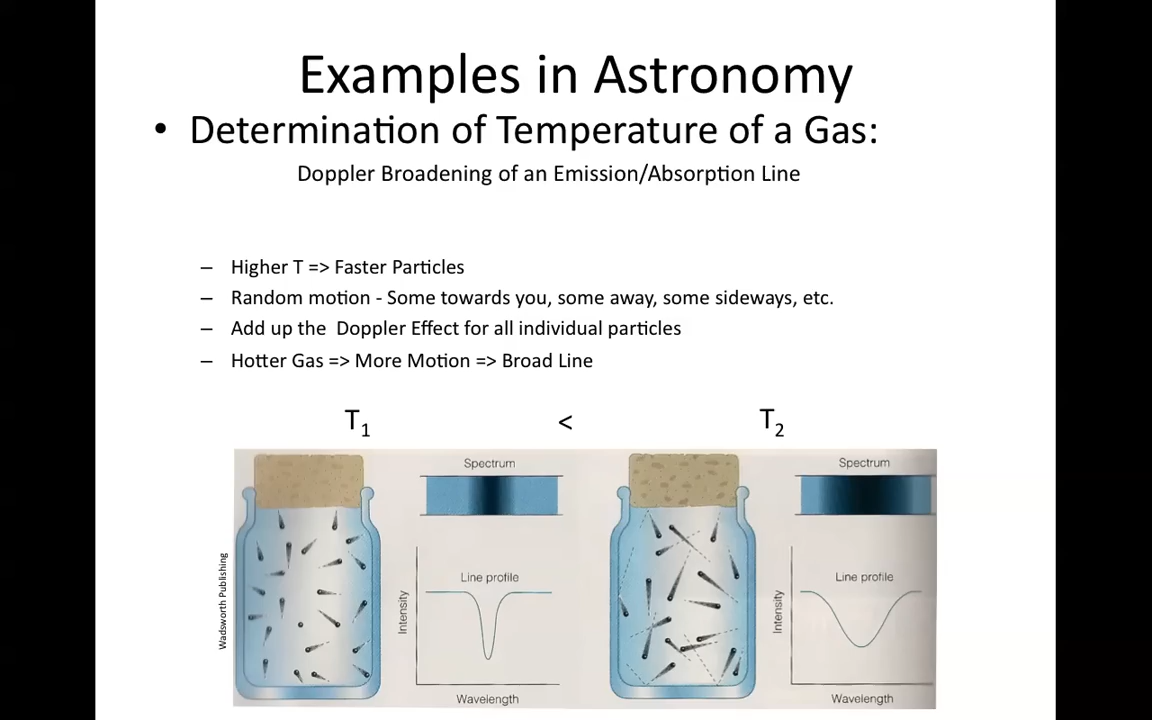 Examples in Astronomy
• Determination of Temperature of a Gas:
Doppler Broadening of an Emission/Absorption Line
– Higher T => Faster Particles
– Random motion - Some towards you, some away, some sideways, etc.
– Add up the Doppler Effect for all individual particles
– Hotter Gas => More Motion => Broad Line
T1 < T2
Spectrum
Line profile
Intensity
Wavelength
Spectrum
Line profile
Intensity
Wavelength
Wadsworth Publishing